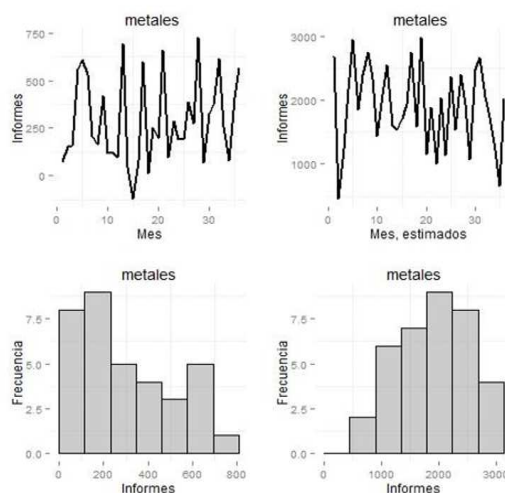 metales
750
500
250
0
Informes
0
10
20
30
Mes
metales
3000
2000
1000
Informes
0
10
20
30
Mes, estimados
metales
7.5
5.0
2.5
0.0
Frecuencia
0
200
400
600
800
Informes
metales
7.5
5.0
2.5
0.0
Frecuencia
0
1000
2000
3000
Informes